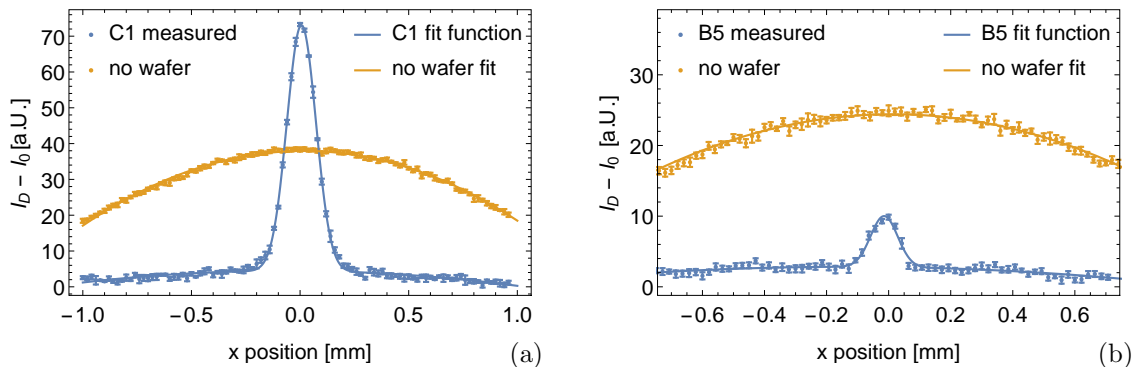 C1 measured
C1 fit function
no wafer
no wafer fit
70
60
50
40
30
20
10
0
I_D − I_0 [a.U.]
−1.0 −0.5 0.0 0.5 1.0
x position [mm]
(a)
B5 measured
B5 fit function
no wafer
no wafer fit
30
20
10
0
I_D − I_0 [a.U.]
−0.6 −0.4 −0.2 0.0 0.2 0.4 0.6
x position [mm]
(b)